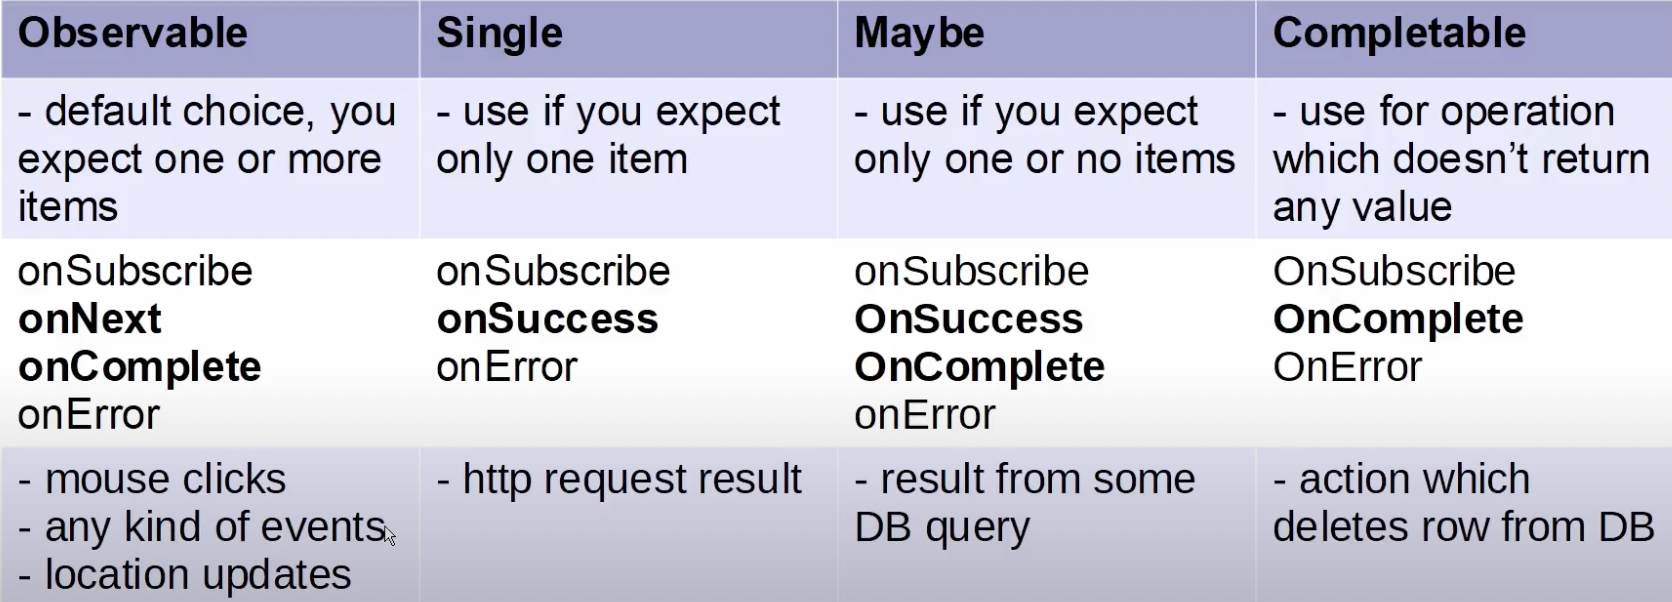 Observable
Single
Maybe
Completable
- default choice, you
expect one or more
items
- use if you expect
only one item
- use if you expect
only one or no items
- use for operation
which doesn’t return
any value
onSubscribe
onNext
onComplete
onError
onSubscribe
onSuccess
onError
onSubscribe
OnSuccess
OnComplete
onError
OnSubscribe
OnComplete
OnError
- mouse clicks
- any kind of events
- location updates
- http request result
- result from some
DB query
- action which
deletes row from DB